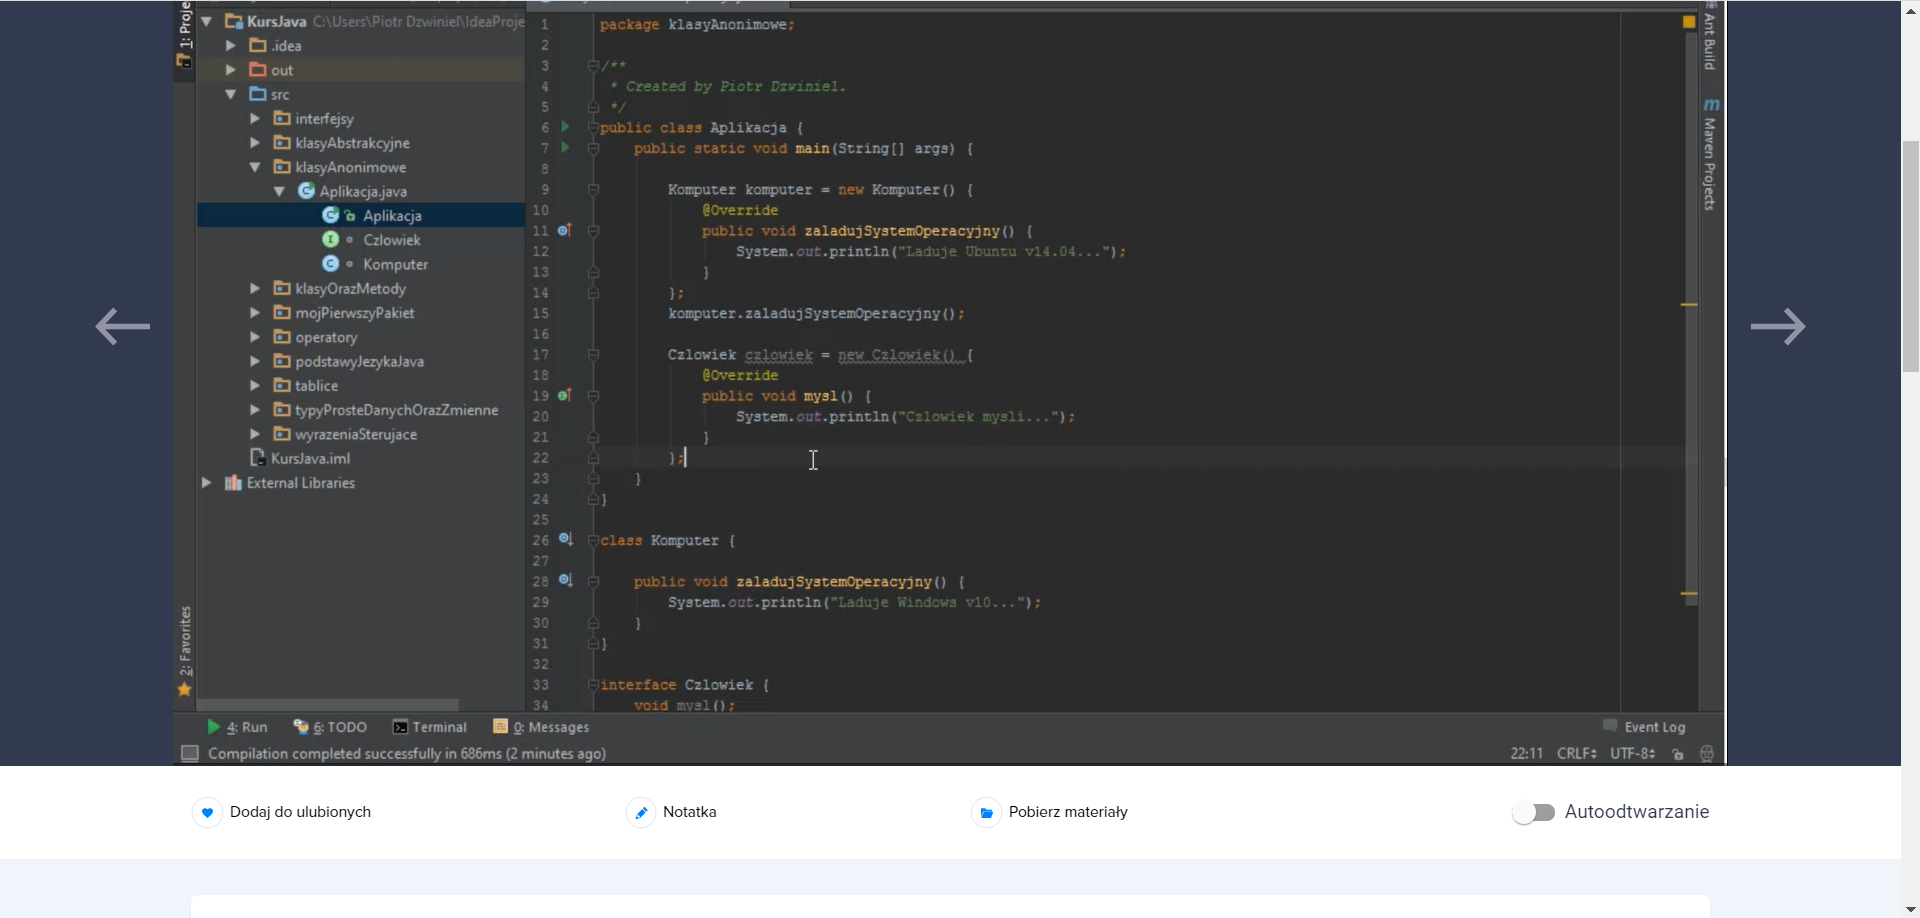 1: Proje
KursJava C:\Users\Piotr Dzwiniel\IdeaProje
.idea
out
src
interfejsy
klasyAbstrakcyjne
klasyAnonimowe
Aplikacja.java
Aplikacja
Czlowiek
Komputer
klasyOrazMetody
mojPierwszyPakiet
operatory
podstawyJezykaJava
tablice
typyProsteDanychOrazZmienne
wyrazeniaSterujace
KursJava.iml
External Libraries
2: Favorites
1 package klasyAnonimowe;
2
3 /**
4 * Created by Piotr Dzwiniel.
5 */
6 public class Aplikacja {
7 public static void main(String[] args) {
8
9 Komputer komputer = new Komputer() {
10 @Override
11 public void zaladujSystemOperacyjny() {
12 System.out.println("Laduje Ubuntu v14.04...");
13 }
14 };
15 komputer.zaladujSystemOperacyjny();
16
17 Czlowiek czlowiek = new Czlowiek() {
18 @Override
19 public void mysl() {
20 System.out.println("Czlowiek mysli...");
21 }
22 };
23 }
24 }
25
26 class Komputer {
27
28 public void zaladujSystemOperacyjny() {
29 System.out.println("Laduje Windows v10...");
30 }
31 }
32
33 interface Czlowiek {
34 void mysl();
Ant Build
m Maven Projects
4: Run 6: TODO Terminal 0: Messages Event Log
Compilation completed successfully in 686ms (2 minutes ago) 22:11 CRLF UTF-8
Dodaj do ulubionych Notatka Pobierz materiały Autoodtwarzanie